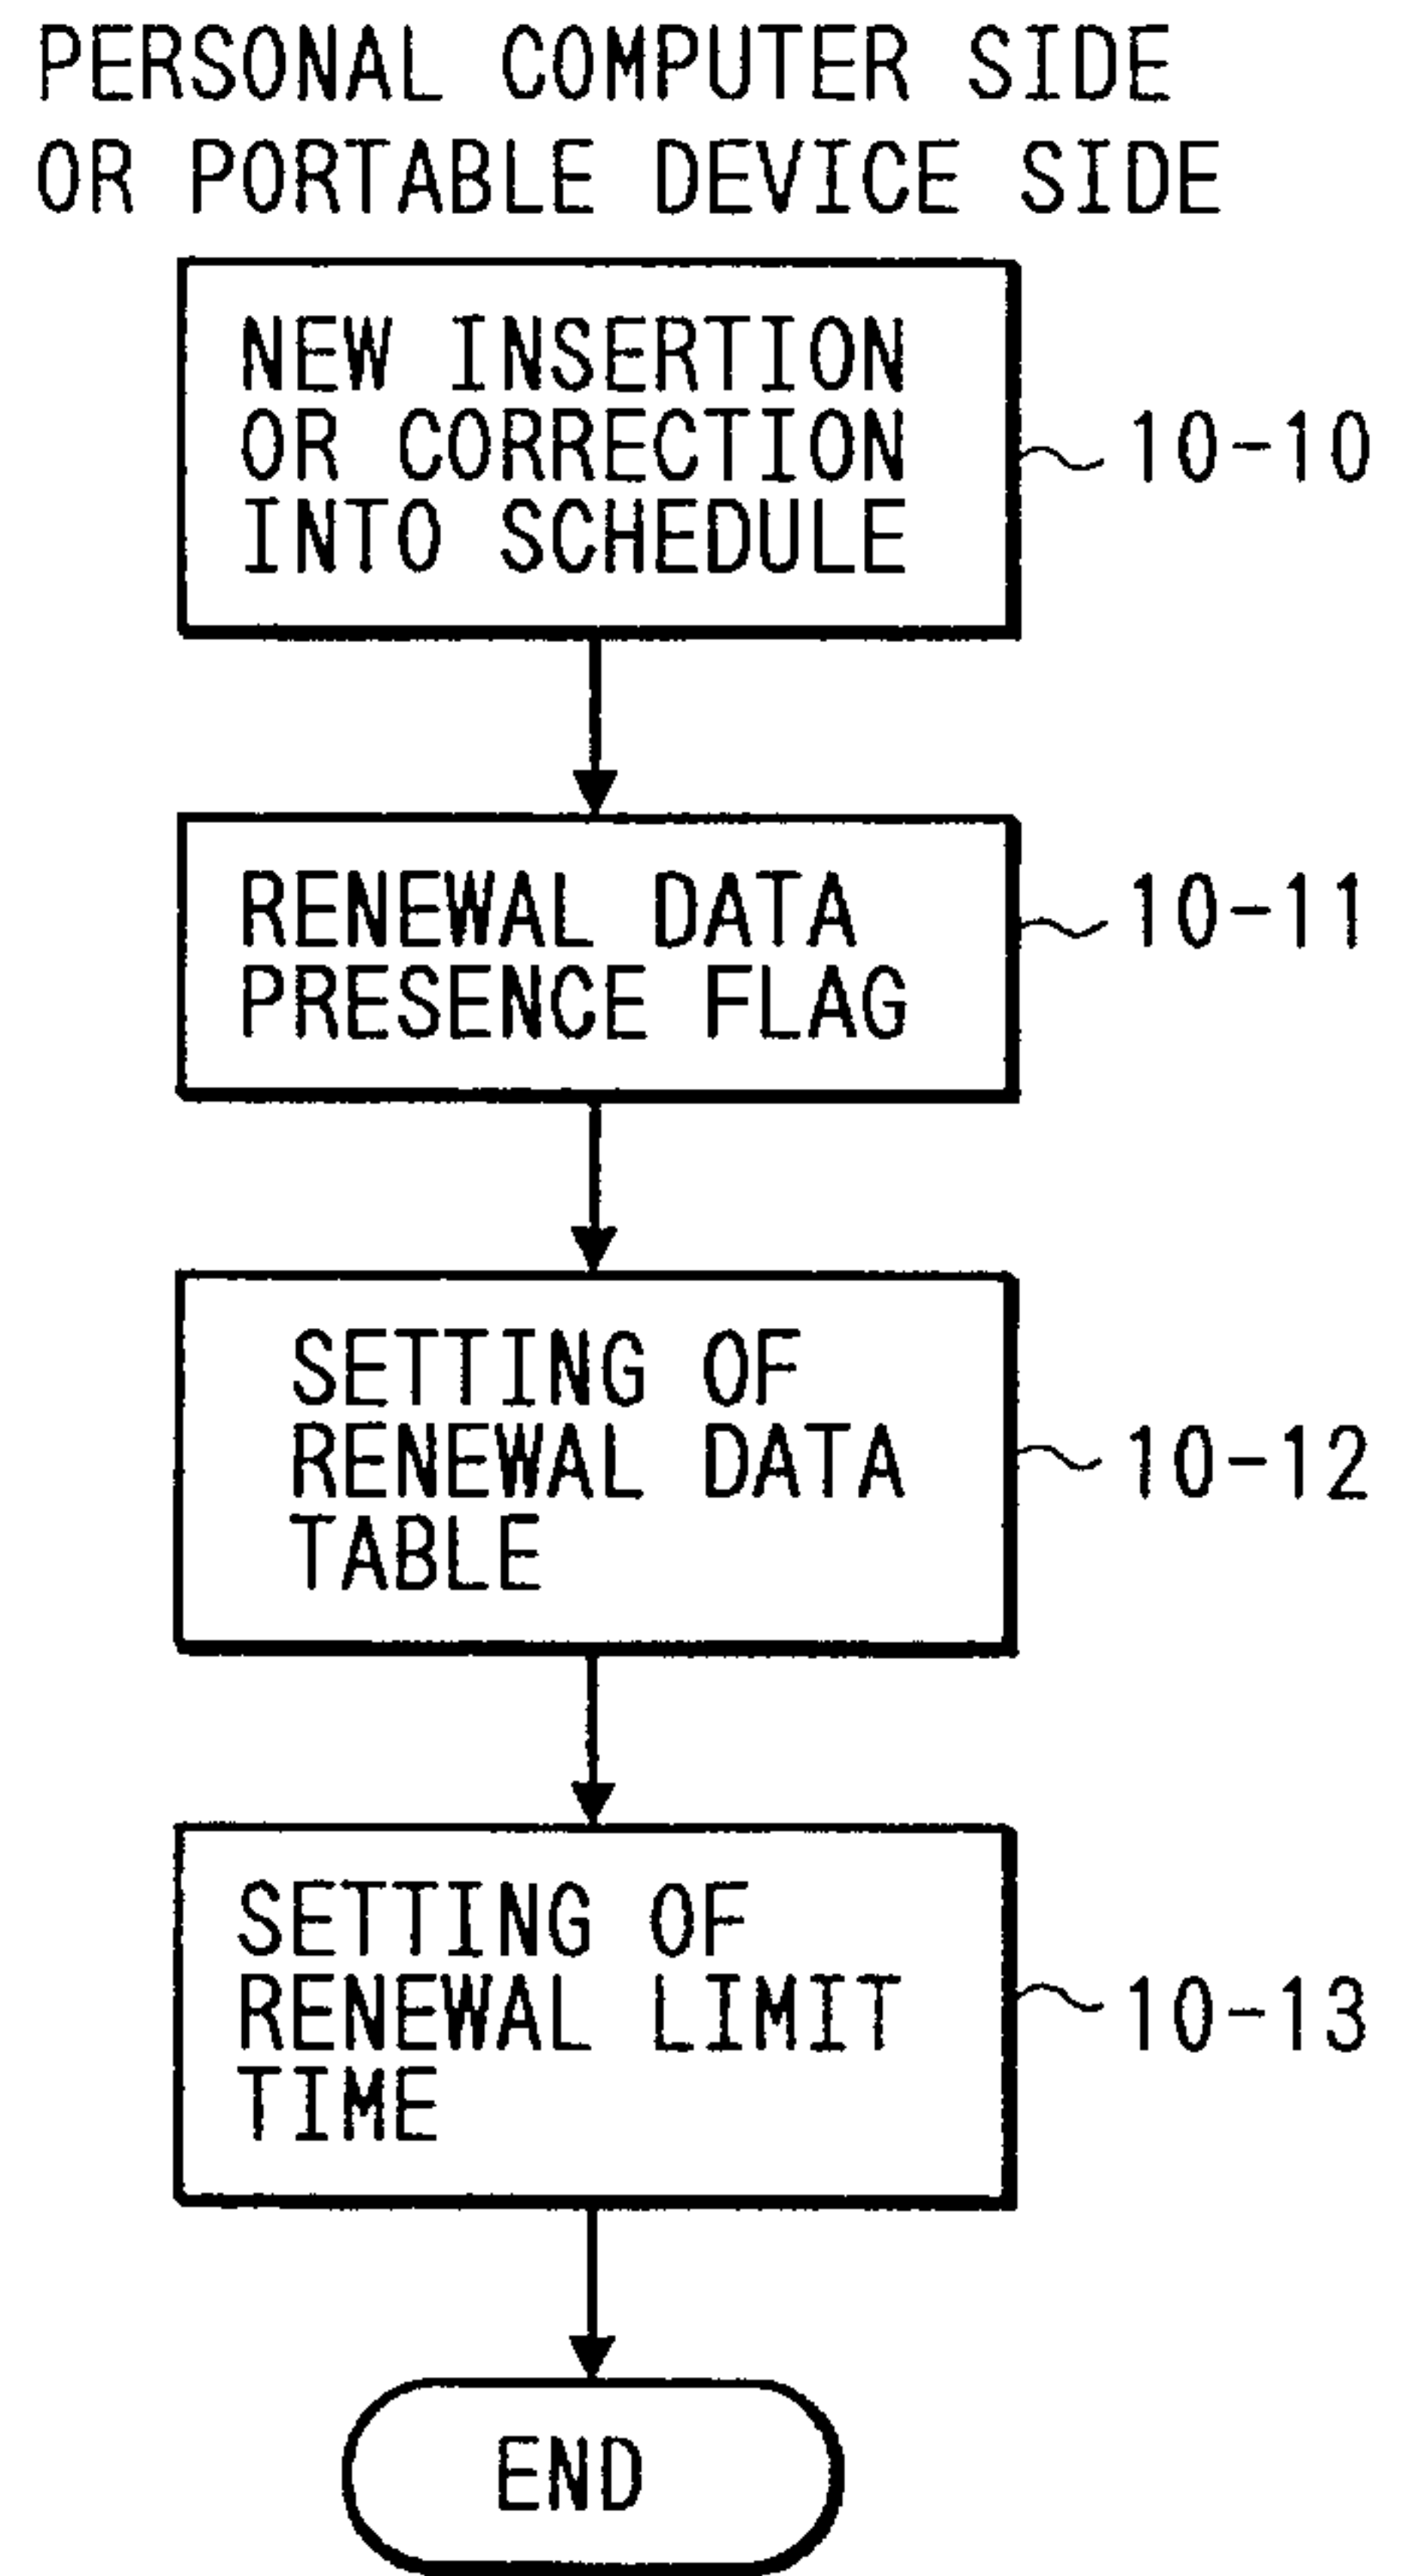 PERSONAL COMPUTER SIDE
OR PORTABLE DEVICE SIDE
NEW INSERTION
OR CORRECTION
INTO SCHEDULE
10-10
RENEWAL DATA
PRESENCE FLAG
10-11
SETTING OF
RENEWAL DATA
TABLE
10-12
SETTING OF
RENEWAL LIMIT
TIME
10-13
END